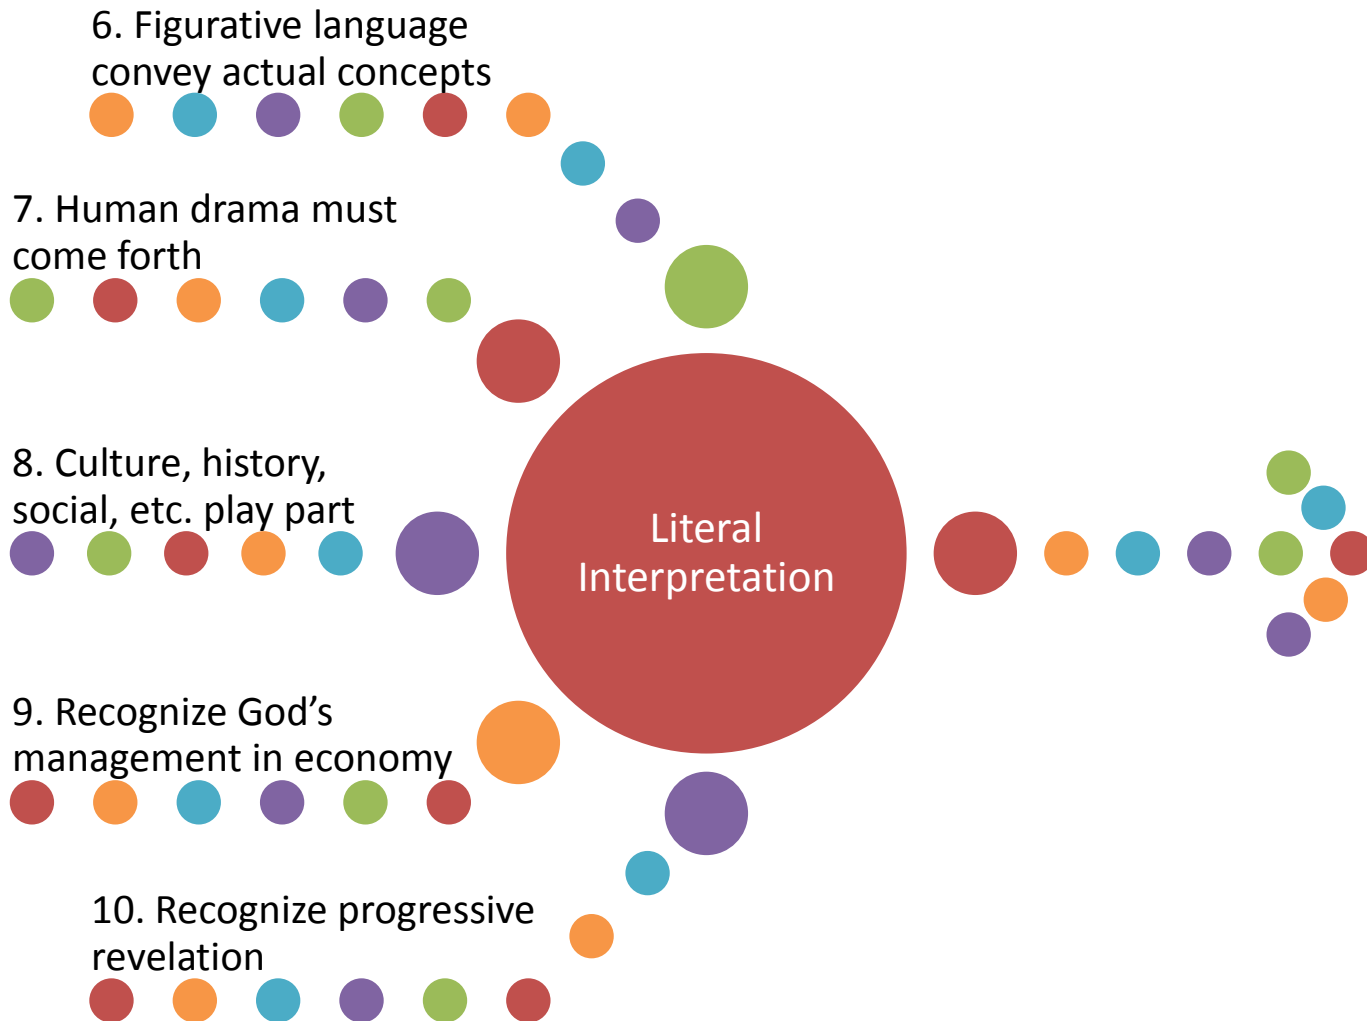 6. Figurative language
convey actual concepts
7. Human drama must
come forth
8. Culture, history,
social, etc. play part
Literal
Interpretation
9. Recognize God’s
management in economy
10. Recognize progressive
revelation